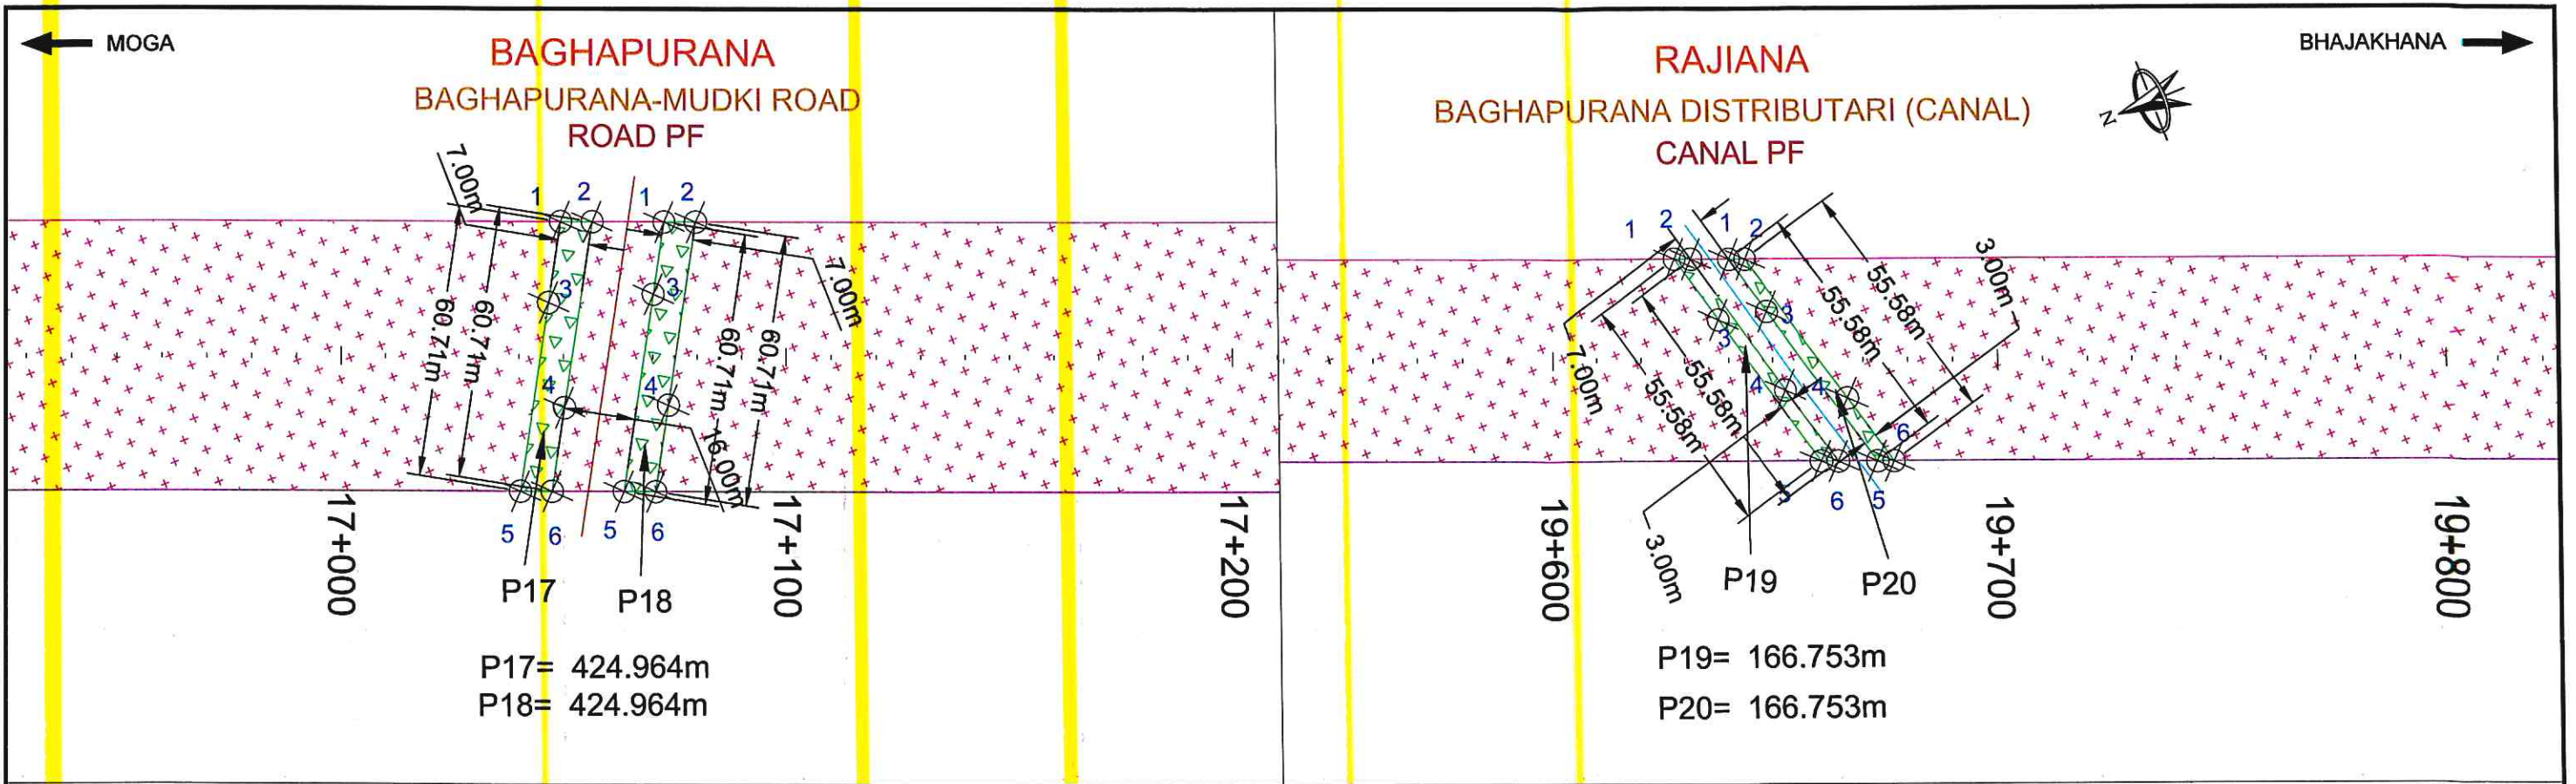 MOGA
BHAJAKHANA
BAGHAPURANA
BAGHAPURANA-MUDKI ROAD
ROAD PF
7.00m
1
2
1
2
3
3
60.71m
60.71m
4
4
60.71m
60.71m
7.00m
16.00m
5
6
5
6
17+000
17+100
17+200
P17
P18
P17= 424.964m
P18= 424.964m
RAJIANA
BAGHAPURANA DISTRIBUTARI (CANAL)
CANAL PF
N
1
2
1
2
3
3
7.00m
55.58m
55.58m
55.58m
55.58m
3.00m
4
4
6
5
6
5
3.00m
19+600
19+700
19+800
P19
P20
P19= 166.753m
P20= 166.753m